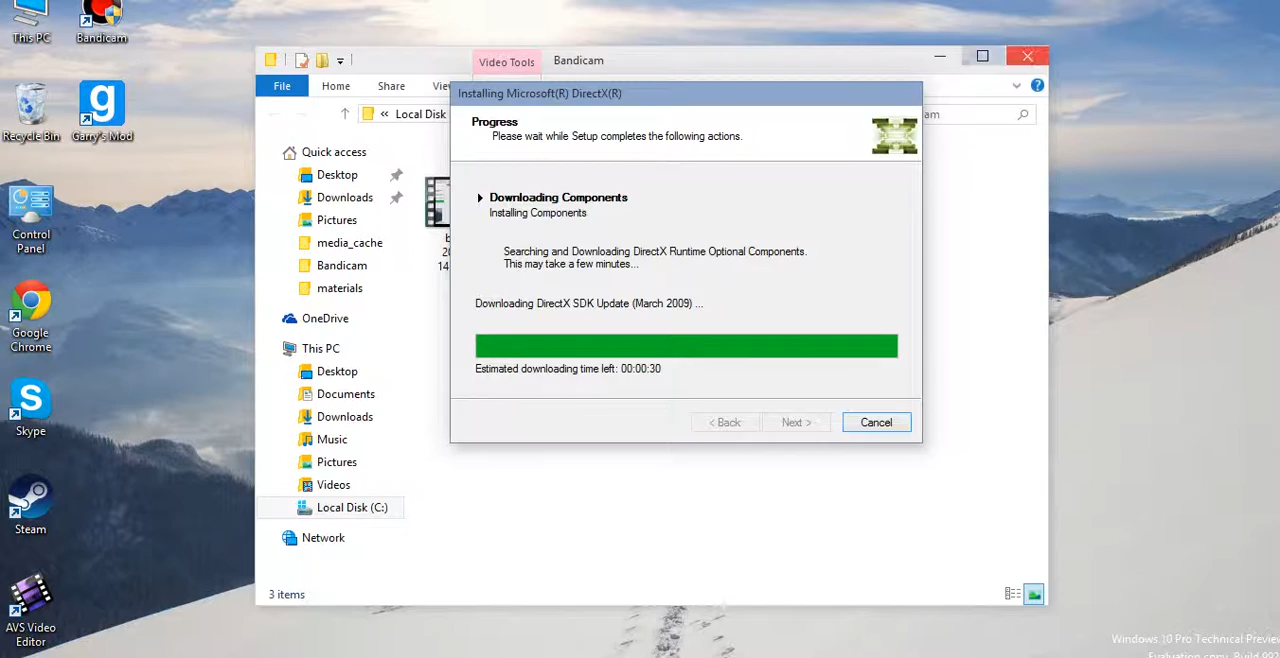 This PC
Bandicam
Recycle Bin
Garry's Mod
Control
Panel
Google
Chrome
Skype
Steam
AVS Video
Editor
Video Tools
Bandicam
File
Home
Share
« Local Disk
Quick access
Desktop
Downloads
Pictures
media_cache
Bandicam
materials
OneDrive
This PC
Desktop
Documents
Downloads
Music
Pictures
Videos
Local Disk (C:)
Network
3 items
Installing Microsoft(R) DirectX(R)
Progress
Please wait while Setup completes the following actions.
Downloading Components
Installing Components
Searching and Downloading DirectX Runtime Optional Components.
This may take a few minutes...
Downloading DirectX SDK Update (March 2009) ...
Estimated downloading time left: 00:00:30
< Back
Next >
Cancel
Windows 10 Pro Technical Preview
Evaluation copy. Build